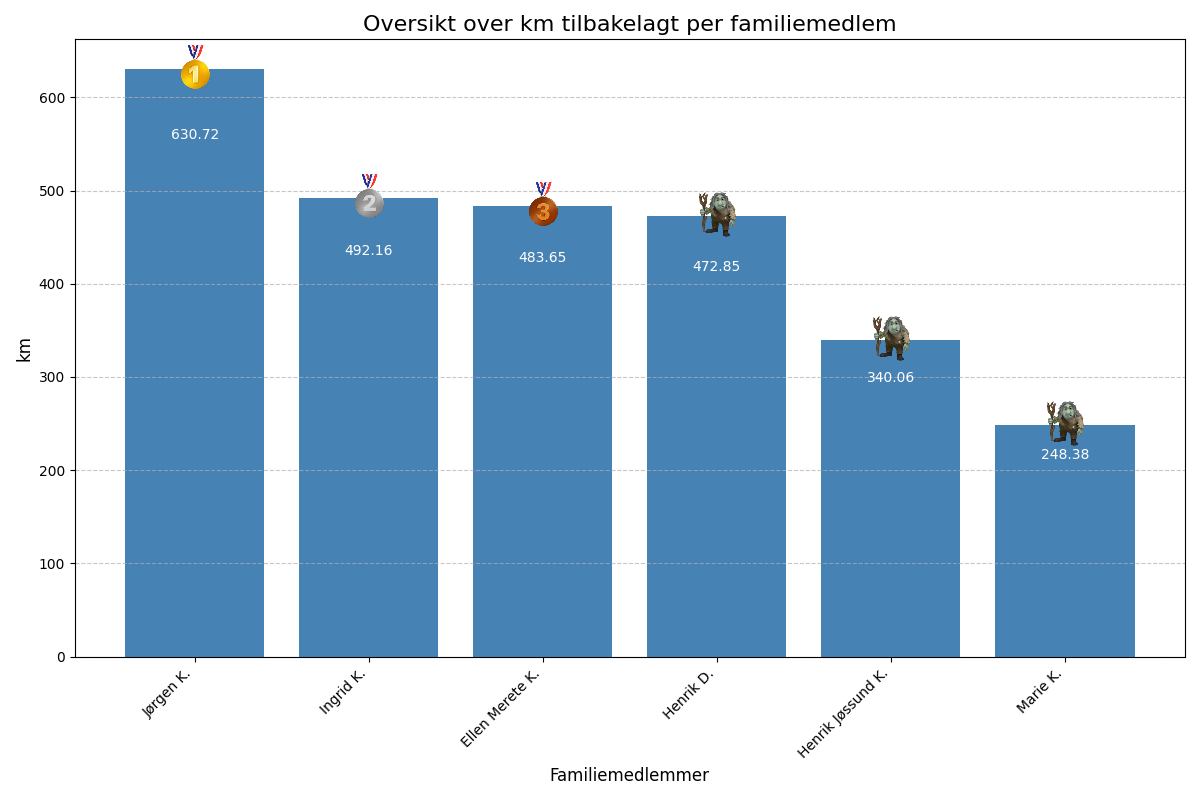 Oversikt over km tilbakelagt per familiemedlem
1
600
630.72
2
3
500
492.16
483.65
472.85
400
km
340.06
300
248.38
200
100
0
Jørgen K.
Ingrid K.
Ellen Merete K.
Henrik D.
Henrik Jøssund K.
Marie K.
Familiemedlemmer